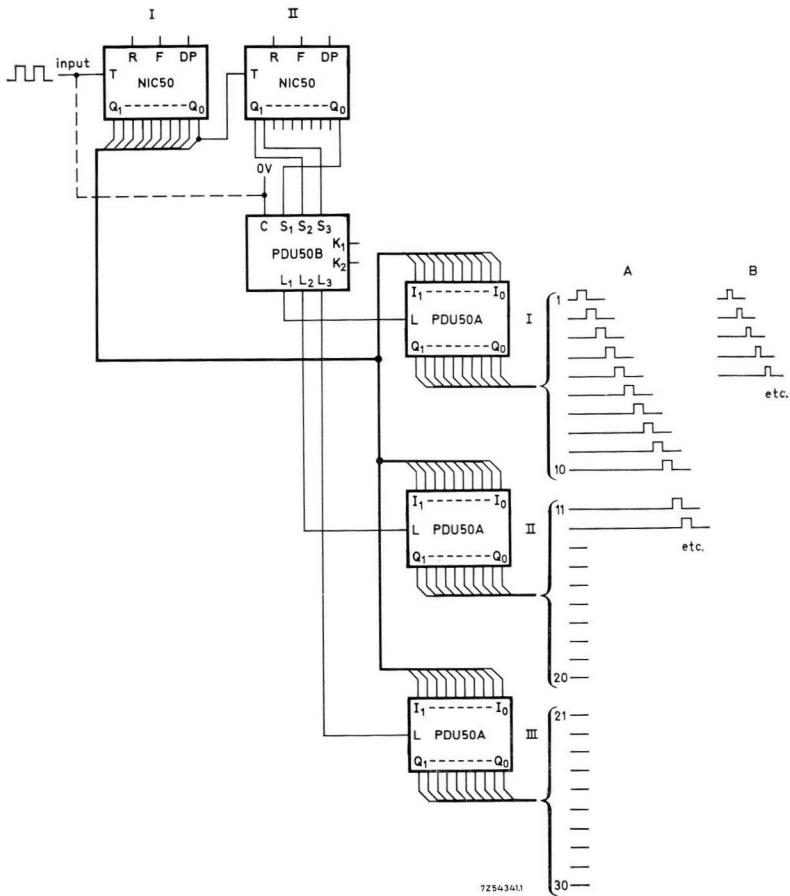 I
II
R F DP
T
NIC50
Q1 Q0
R F DP
T
NIC50
Q1 Q0
input
0V
C S1 S2 S3
K1
PDU50B
K2
L1 L2 L3
I1 I0
L PDU50A
Q1 Q0
I
A
B
1
10
etc.
I1 I0
L PDU50A
Q1 Q0
II
11
etc.
20
I1 I0
L PDU50A
Q1 Q0
III
21
30
7Z54341.1